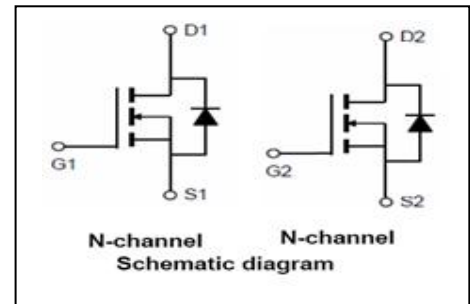 D1
D2
G1
G2
S1
S2
N-channel N-channel
Schematic diagram